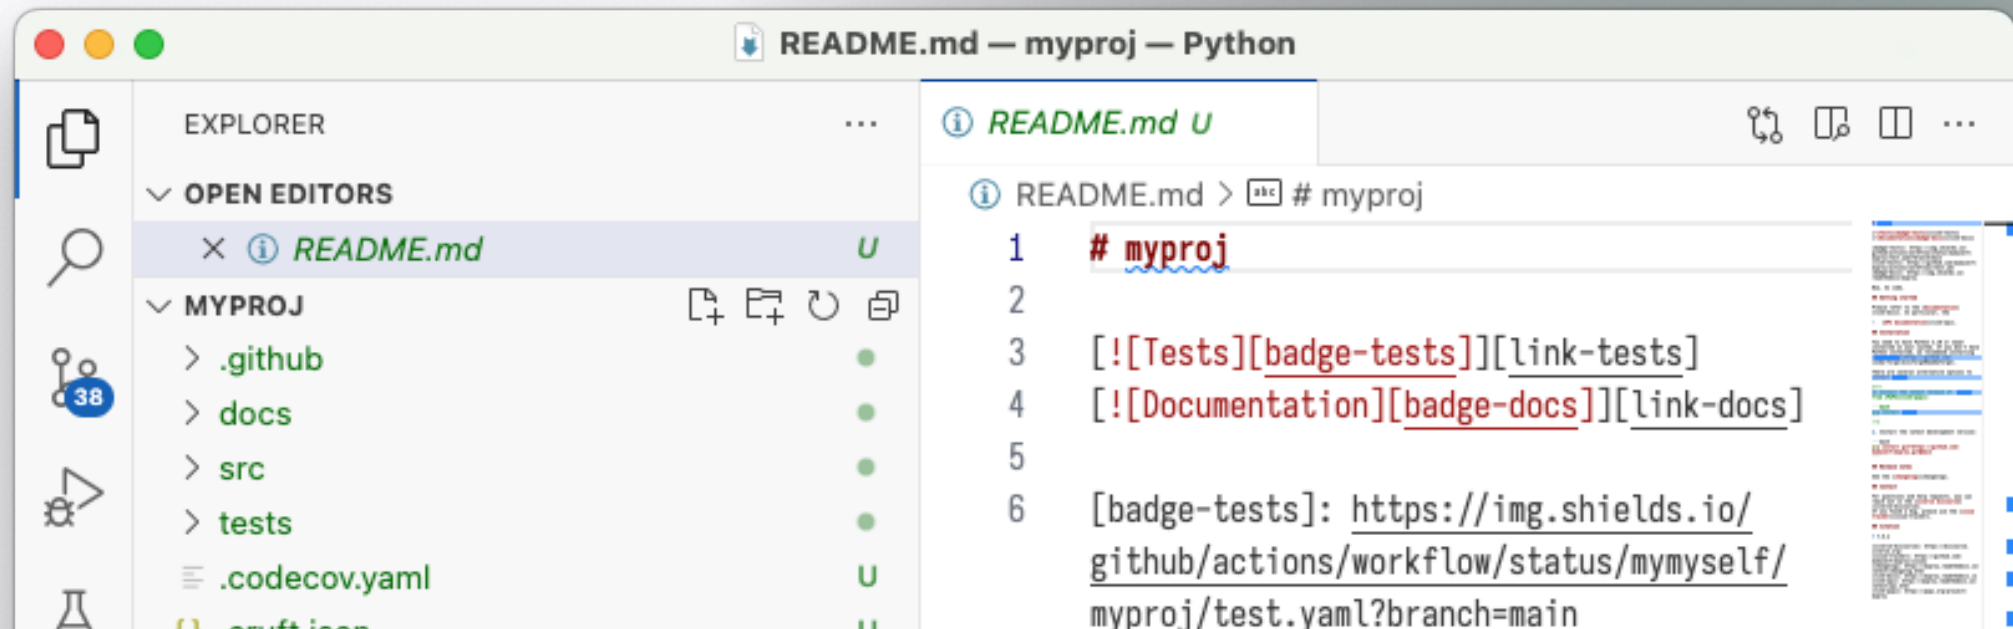 README.md — myproj — Python
EXPLORER
OPEN EDITORS
README.md U
MYPROJ
.github
docs
src
tests
.codecov.yaml U
.cruft.json U
38
README.md U
README.md > # myproj
1 # myproj
2
3 [![Tests][badge-tests]][link-tests]
4 [![Documentation][badge-docs]][link-docs]
5
6 [badge-tests]: https://img.shields.io/
github/actions/workflow/status/mymyself/
myproj/test.yaml?branch=main